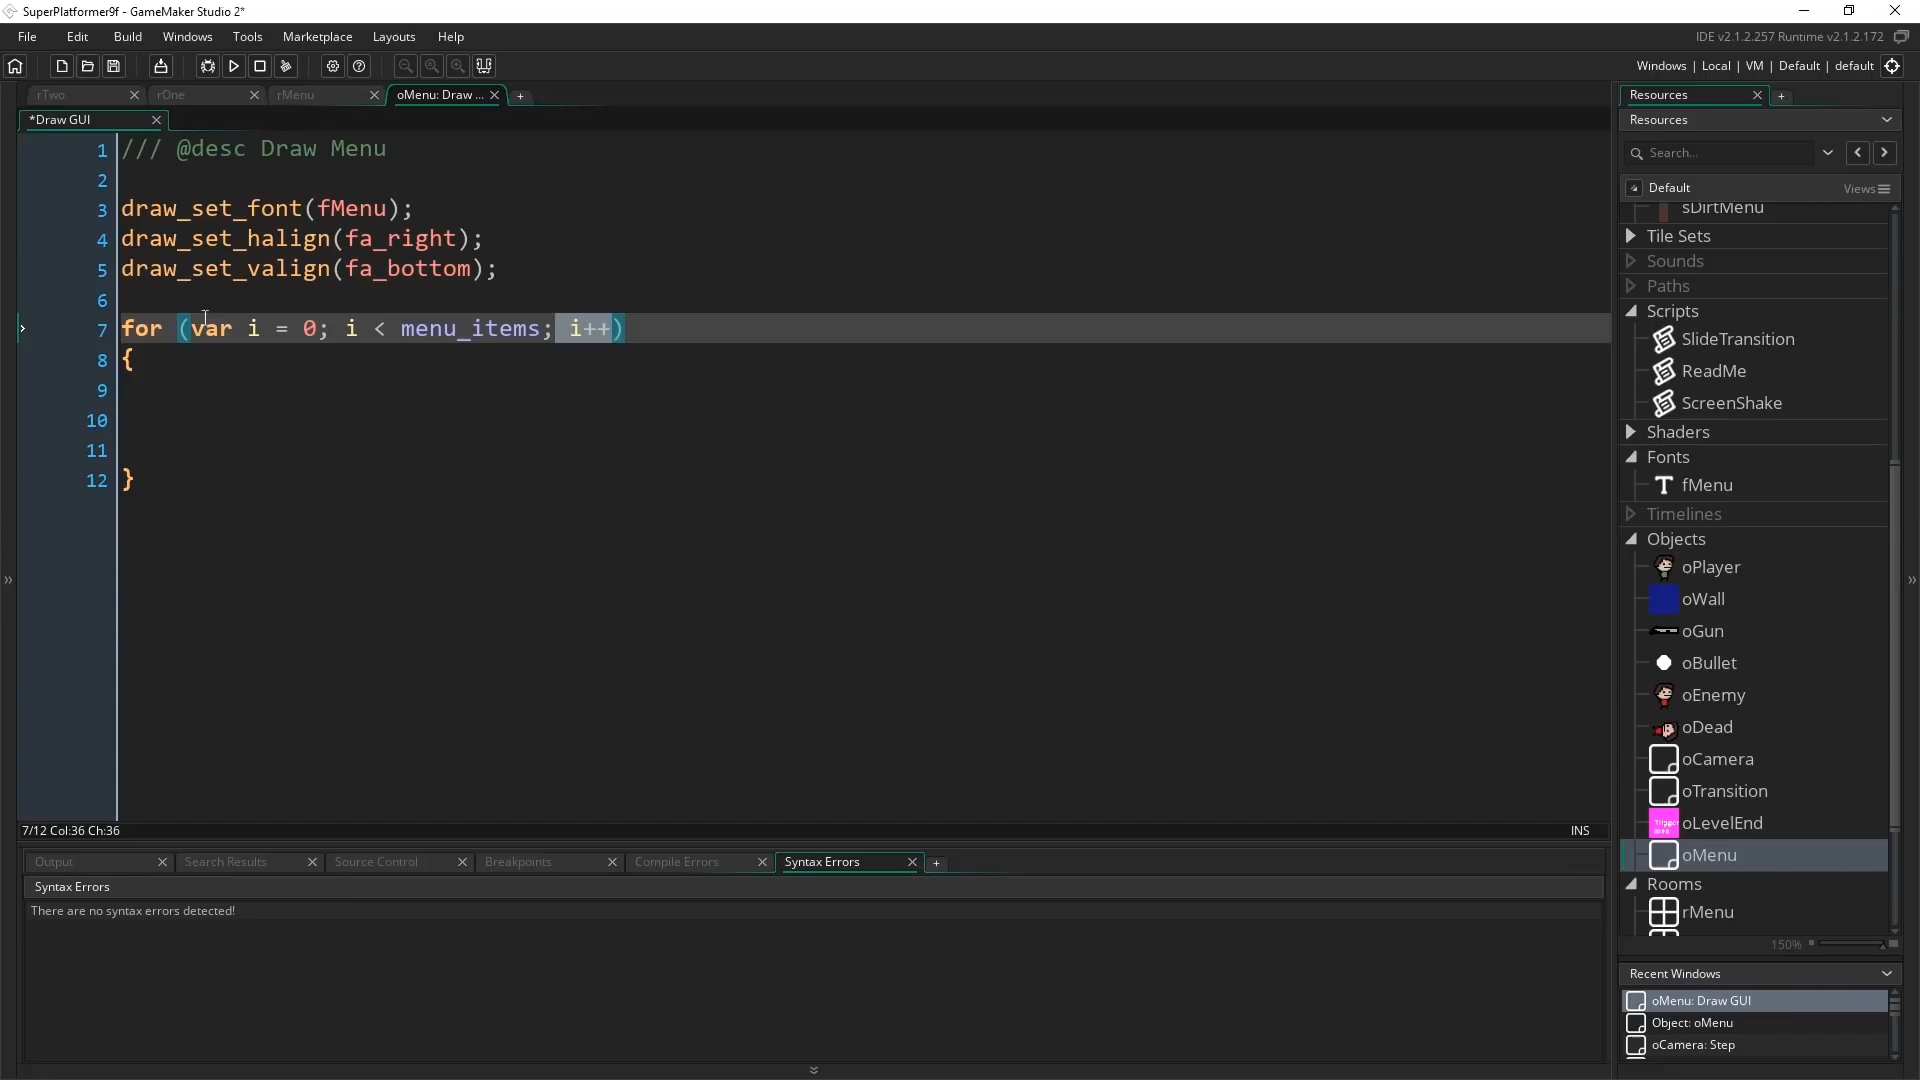 SuperPlatformer9f - GameMaker Studio 2*
File Edit Build Windows Tools Marketplace Layouts Help
IDE v2.1.2.257 Runtime v2.1.2.172
Windows | Local | VM | Default | default
rTwo rOne rMenu oMenu: Draw ...
*Draw GUI
1 /// @desc Draw Menu
2
3 draw_set_font(fMenu);
4 draw_set_halign(fa_right);
5 draw_set_valign(fa_bottom);
6
7 for (var i = 0; i < menu_items; i++)
8 {
9
10
11
12 }
7/12 Col:36 Ch:36
INS
Output Search Results Source Control Breakpoints Compile Errors Syntax Errors
Syntax Errors
There are no syntax errors detected!
Resources
Resources
Search...
Default Views
sDirtMenu
Tile Sets
Sounds
Paths
Scripts
SlideTransition
ReadMe
ScreenShake
Shaders
Fonts
fMenu
Timelines
Objects
oPlayer
oWall
oGun
oBullet
oEnemy
oDead
oCamera
oTransition
oLevelEnd
oMenu
Rooms
rMenu
150%
Recent Windows
oMenu: Draw GUI
Object: oMenu
oCamera: Step